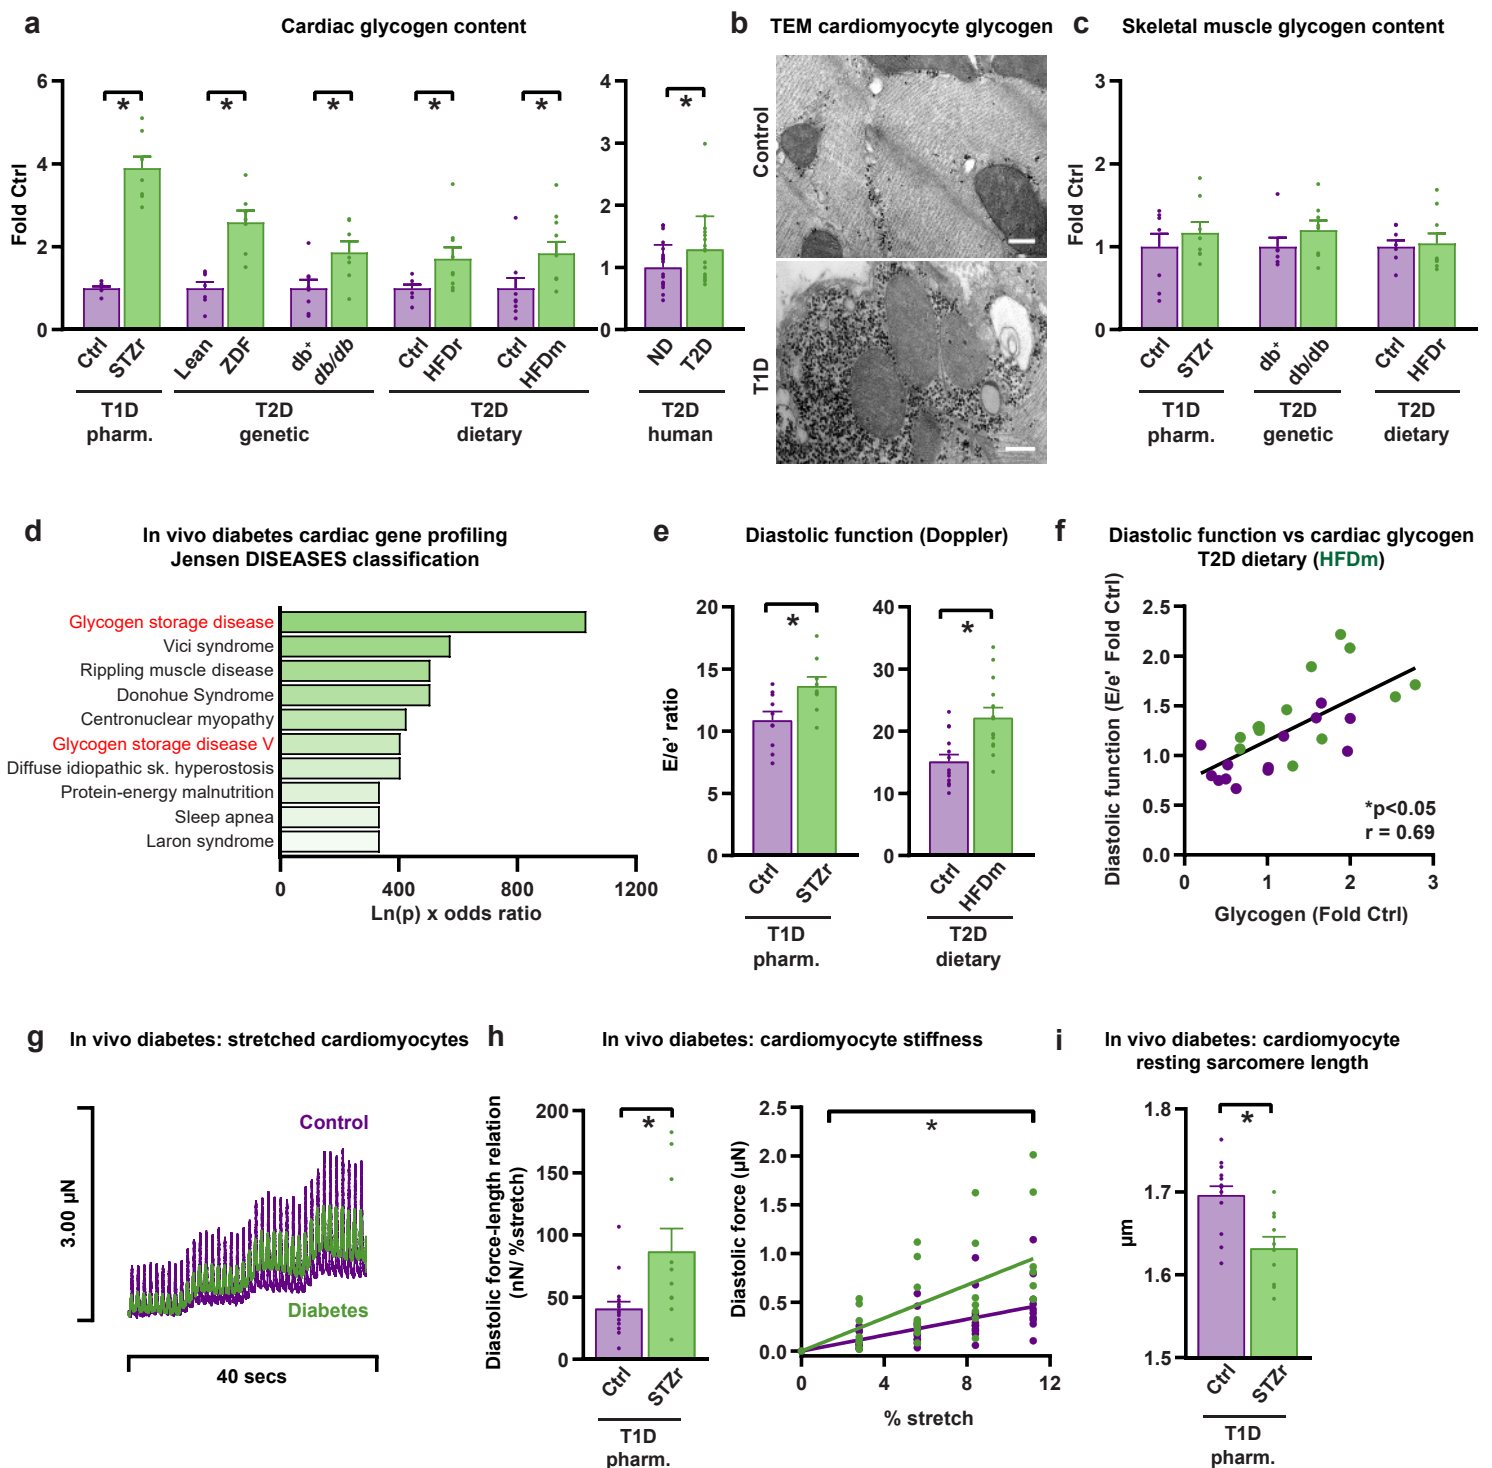 a
Cardiac glycogen content
Fold Ctrl
6
4
2
0
*
*
*
*
*
Ctrl
STZr
Lean
ZDF
db⁺
db/db
Ctrl
HFDr
Ctrl
HFDm
T1D
pharm.
T2D
genetic
T2D
dietary
4
3
2
1
0
*
ND
T2D
T2D
human
b
TEM cardiomyocyte glycogen
Control
T1D
c
Skeletal muscle glycogen content
Fold Ctrl
3
2
1
0
Ctrl
STZr
db⁺
db/db
Ctrl
HFDr
T1D
pharm.
T2D
genetic
T2D
dietary
d
In vivo diabetes cardiac gene profiling
Jensen DISEASES classification
Glycogen storage disease
Vici syndrome
Rippling muscle disease
Donohue Syndrome
Centronuclear myopathy
Glycogen storage disease V
Diffuse idiopathic sk. hyperostosis
Protein-energy malnutrition
Sleep apnea
Laron syndrome
0 400 800 1200
Ln(p) x odds ratio
e
Diastolic function (Doppler)
E/e' ratio
20
15
10
5
0
*
Ctrl
STZr
T1D
pharm.
40
30
20
10
0
*
Ctrl
HFDm
T2D
dietary
f
Diastolic function vs cardiac glycogen
T2D dietary (HFDm)
Diastolic function (E/e' Fold Ctrl)
2.5
2.0
1.5
1.0
0.5
0.0
*p<0.05
r = 0.69
0 1 2 3
Glycogen (Fold Ctrl)
g
In vivo diabetes: stretched cardiomyocytes
3.00 µN
Control
Diabetes
40 secs
h
In vivo diabetes: cardiomyocyte stiffness
Diastolic force-length relation
(nN/ %stretch)
200
150
100
50
0
*
Ctrl
STZr
T1D
pharm.
Diastolic force (µN)
2.5
2.0
1.5
1.0
0.5
0.0
*
0 4 8 12
% stretch
i
In vivo diabetes: cardiomyocyte
resting sarcomere length
µm
1.8
1.7
1.6
1.5
*
Ctrl
STZr
T1D
pharm.